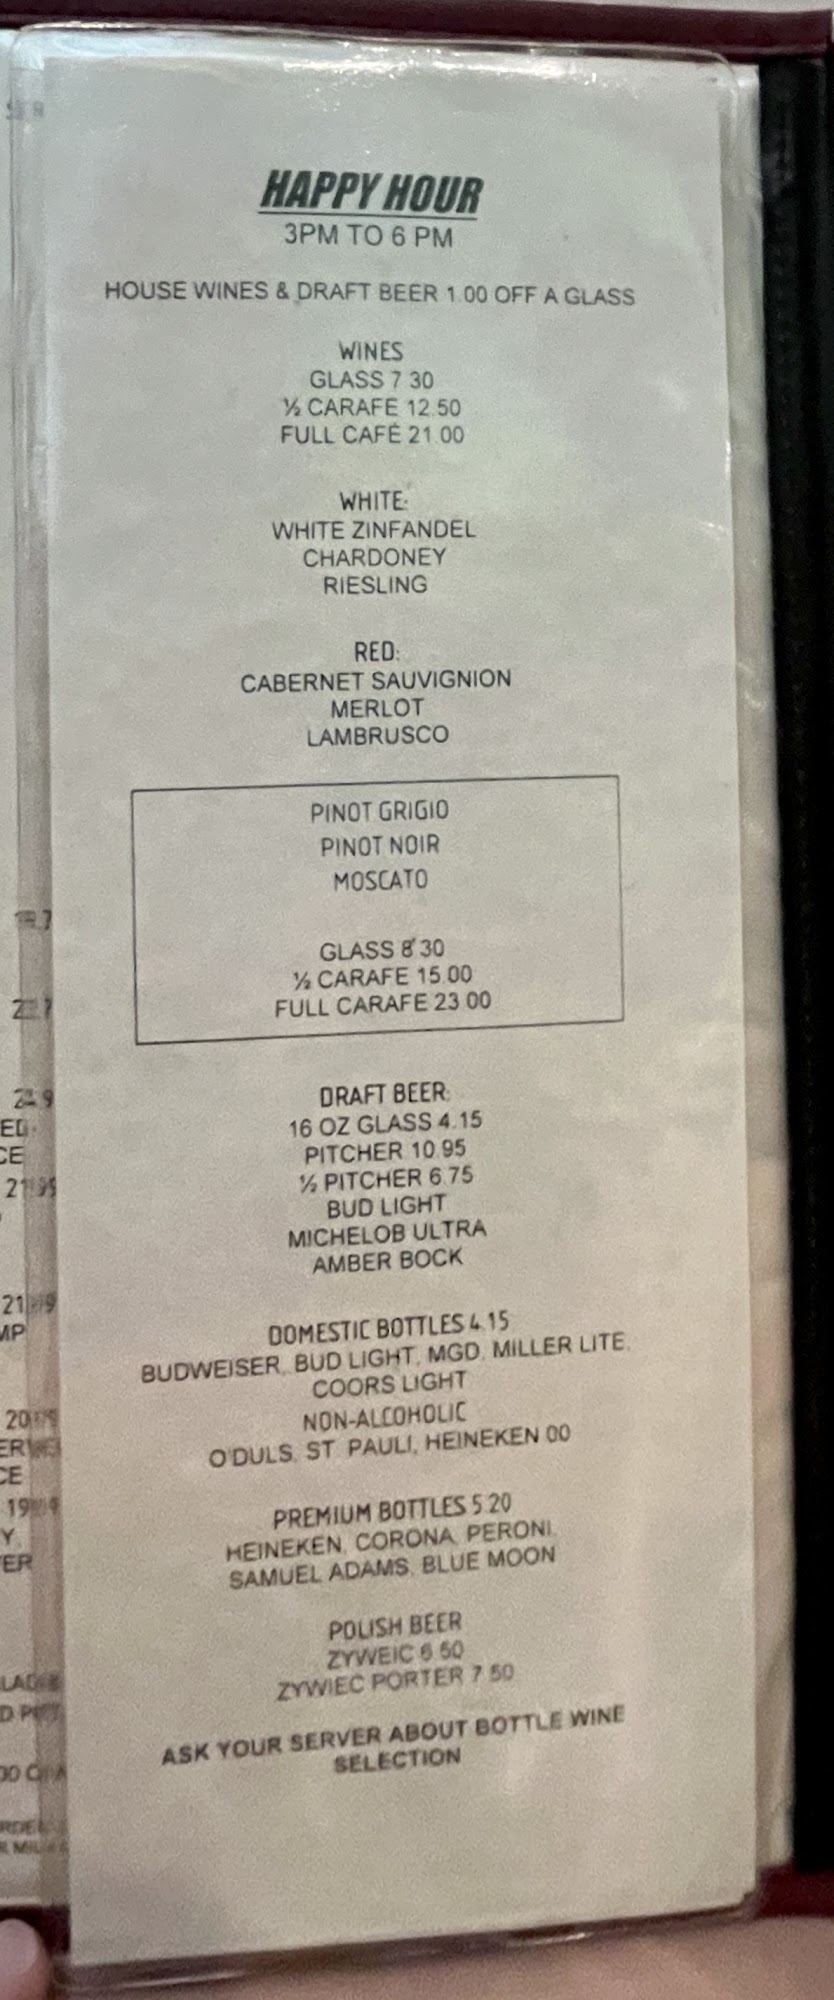 HAPPY HOUR
3PM TO 6 PM
HOUSE WINES & DRAFT BEER 1.00 OFF A GLASS
WINES
GLASS 7.30
½ CARAFE 12.50
FULL CAFÉ 21.00
WHITE:
WHITE ZINFANDEL
CHARDONEY
RIESLING
RED:
CABERNET SAUVIGNION
MERLOT
LAMBRUSCO
PINOT GRIGIO
PINOT NOIR
MOSCATO
GLASS 8.30
½ CARAFE 15.00
FULL CARAFE 23.00
DRAFT BEER:
16 OZ GLASS 4.15
PITCHER 10.95
½ PITCHER 6.75
BUD LIGHT
MICHELOB ULTRA
AMBER BOCK
DOMESTIC BOTTLES 4.15
BUDWEISER, BUD LIGHT, MGD, MILLER LITE,
COORS LIGHT
NON-ALCOHOLIC
O'DULS, ST. PAULI, HEINEKEN 00
PREMIUM BOTTLES 5.20
HEINEKEN, CORONA, PERONI,
SAMUEL ADAMS, BLUE MOON
POLISH BEER
ZYWEIC 6.50
ZYWIEC PORTER 7.50
ASK YOUR SERVER ABOUT BOTTLE WINE
SELECTION